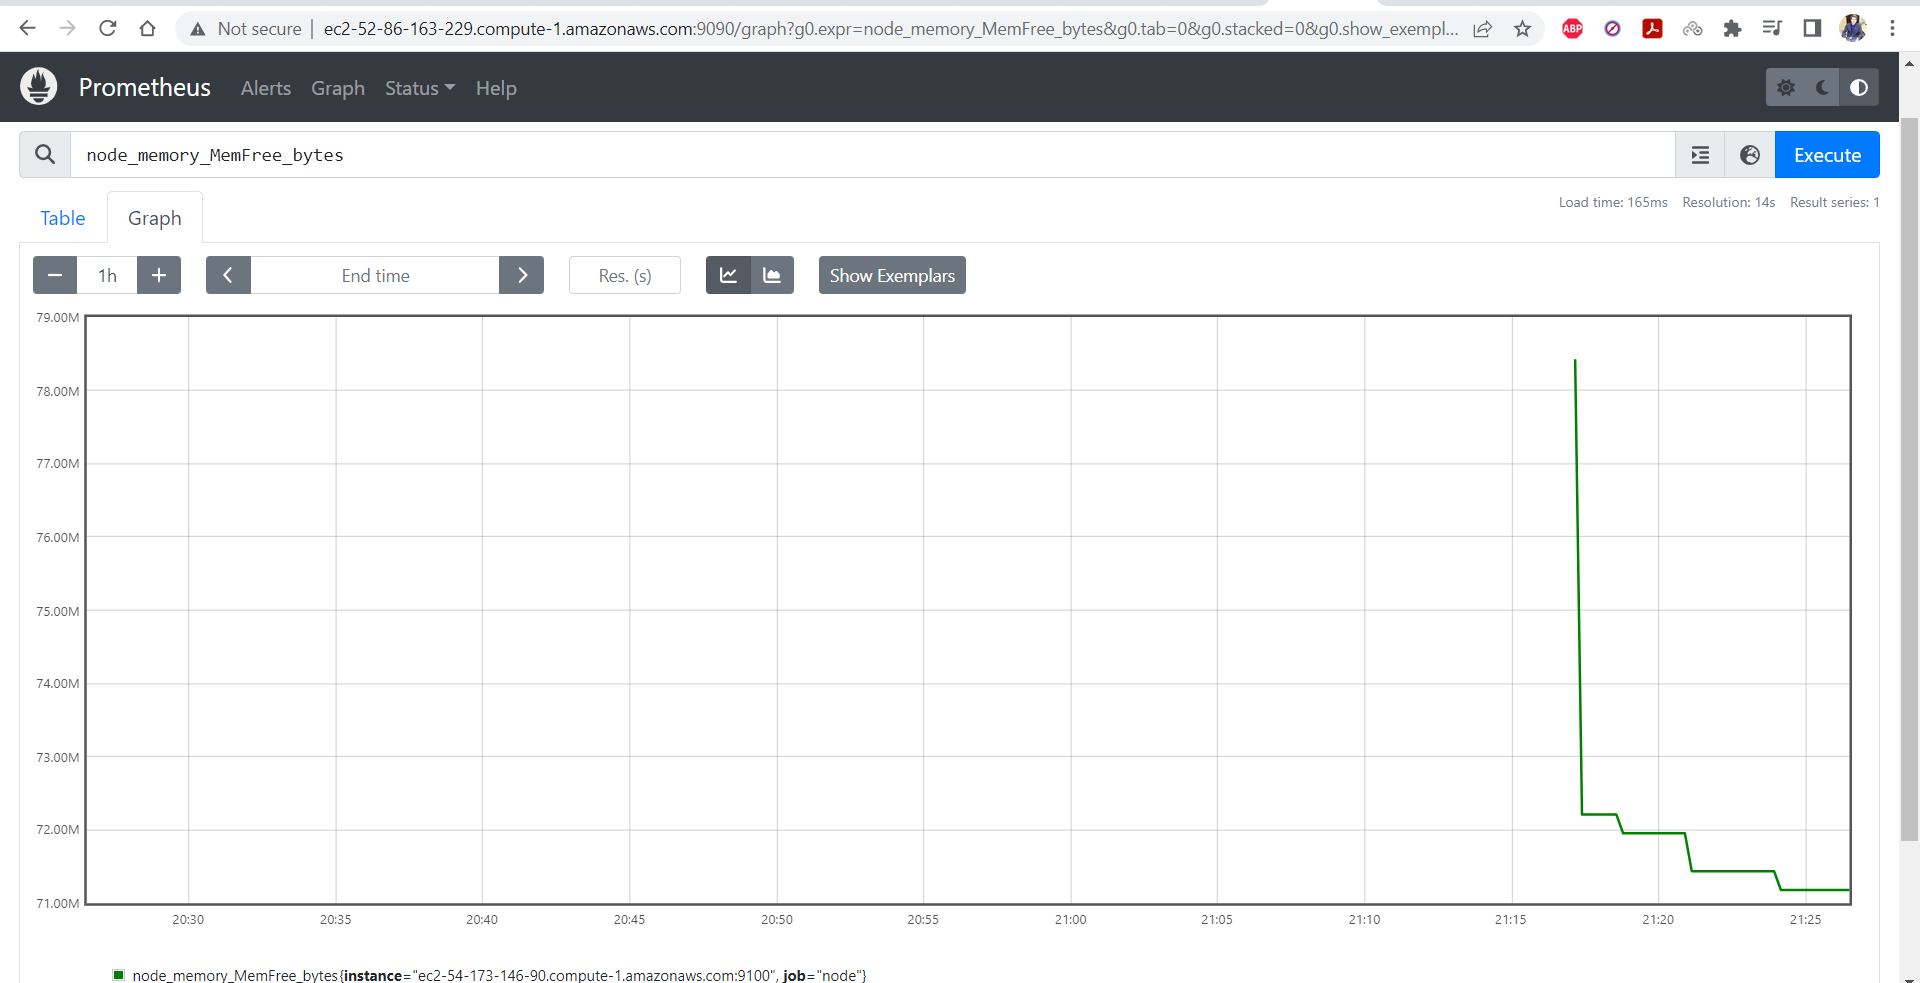 Not secure | ec2-52-86-163-229.compute-1.amazonaws.com:9090/graph?g0.expr=node_memory_MemFree_bytes&g0.tab=0&g0.stacked=0&g0.show_exempl...
ABP
Prometheus Alerts Graph Status Help
node_memory_MemFree_bytes
Execute
Table Graph
Load time: 165ms Resolution: 14s Result series: 1
1h End time Res. (s) Show Exemplars
79.00M
78.00M
77.00M
76.00M
75.00M
74.00M
73.00M
72.00M
71.00M
20:30 20:35 20:40 20:45 20:50 20:55 21:00 21:05 21:10 21:15 21:20 21:25
node_memory_MemFree_bytes{instance="ec2-54-173-146-90.compute-1.amazonaws.com:9100", job="node"}